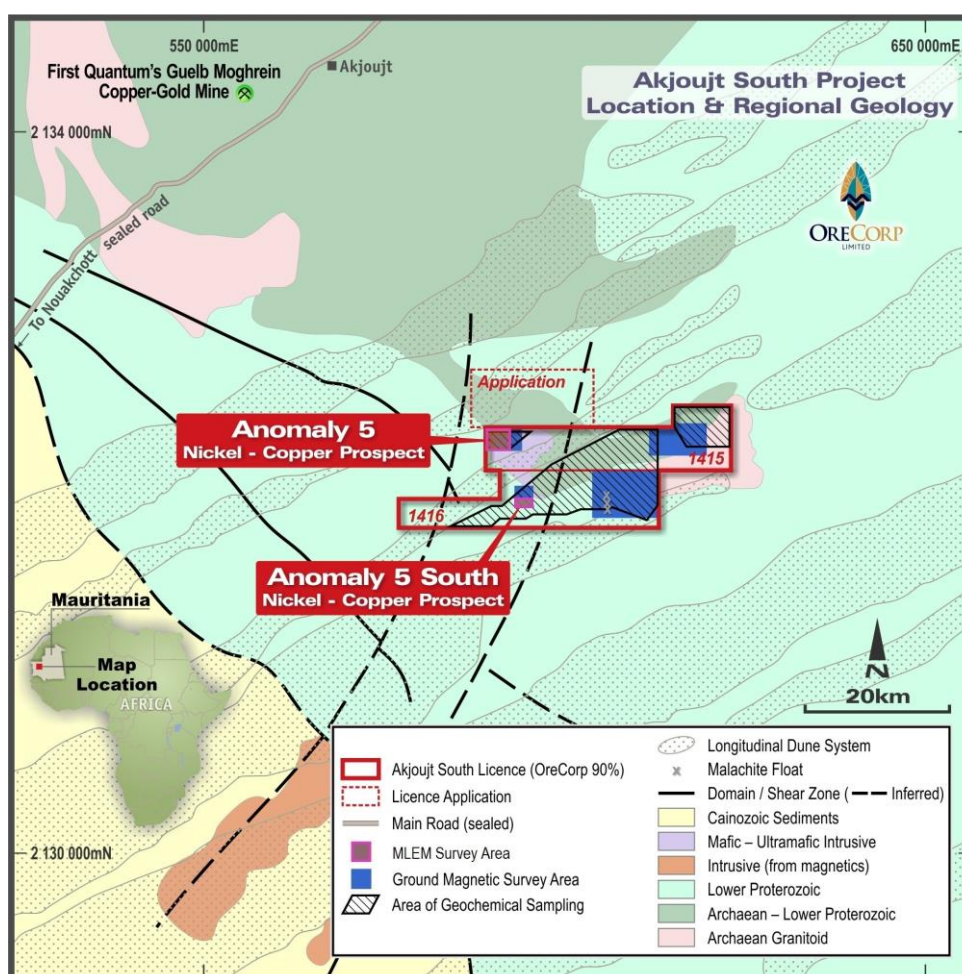 550 000mE
650 000mE
First Quantum's Guelb Moghrein
Copper-Gold Mine
Akjoujt
Akjoujt South Project
Location & Regional Geology
2 134 000mN
ORECORP
LIMITED
To Nouakchott sealed road
Application
Anomaly 5
Nickel - Copper Prospect
1415
1416
Anomaly 5 South
Nickel - Copper Prospect
Mauritania
Map
Location
AFRICA
N
20km
Akjoujt South Licence (OreCorp 90%)
Licence Application
Main Road (sealed)
MLEM Survey Area
Ground Magnetic Survey Area
Area of Geochemical Sampling
Longitudinal Dune System
Malachite Float
Domain / Shear Zone ( Inferred)
Cainozoic Sediments
Mafic – Ultramafic Intrusive
Intrusive (from magnetics)
Lower Proterozoic
Archaean – Lower Proterozoic
Archaean Granitoid
2 130 000mN